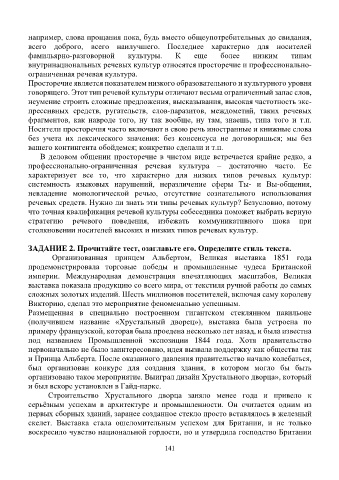 например, слова прощания пока, будь вместо общеупотребительных до свидания,
всего доброго, всего наилучшего. Последнее характерно для носителей
фамильярно-разговорной культуры. К еще более низким типам
внутринациональных речевых культур относятся просторечие и профессионально-
ограниченная речевая культура.
Просторечие является показателем низкого образовательного и культурного уровня
говорящего. Этот тип речевой культуры отличают весьма ограниченный запас слов,
неумение строить сложные предложения, высказывания, высокая частотность экс-
прессивных средств, ругательств, слов-паразитов, междометий, таких речевых
фрагментов, как навроде того, ну так вообще, ну там, знаешь, типа того и т.п.
Носители просторечия часто включают в свою речь иностранные и книжные слова
без учета их лексического значения: без консенсуса не договоришься; мы без
вашего контингента обойдемся; конкретно сделали и т.п.
В деловом общении просторечие в чистом виде встречается крайне редко, а
профессионально-ограниченная речевая культура – достаточно часто. Ее
характеризует все то, что характерно для низких типов речевых культур:
системность языковых нарушений, неразличение сферы Ты- и Вы-общения,
невладение монологической речью, отсутствие сознательного использования
речевых средств. Нужно ли знать эти типы речевых культур? Безусловно, потому
что точная квалификация речевой культуры собеседника поможет выбрать верную
стратегию речевого поведения, избежать коммуникативного шока при
столкновении носителей высоких и низких типов речевых культур.
ЗАДАНИЕ 2. Прочитайте тест, озаглавьте его. Определите стиль текста.
Организованная принцем Альбертом, Великая выставка 1851 года
продемонстрировала торговые победы и промышленные чудеса Британской
империи. Международная демонстрация впечатляющих масштабов, Великая
выставка показала продукцию со всего мира, от текстиля ручной работы до самых
сложных золотых изделий. Шесть миллионов посетителей, включая саму королеву
Викторию, сделал это мероприятие феноменально успешным.
Размещенная в специально построенном гигантском стеклянном павильоне
(получившем название «Хрустальный дворец»), выставка была устроена по
примеру французской, которая была проведена несколько лет назад, и была известна
под названием Промышленной экспозиции 1844 года. Хотя правительство
первоначально не было заинтересовано, идея вызвала поддержку как общества так
и Принца Альберта. После оказанного давления правительство начало колебаться,
был организован конкурс для создания здания, в котором могло бы быть
организовано такое мероприятие. Выиграл дизайн Хрустального дворца», который
и был вскоре установлен в Гайд-парке.
Строительство Хрустального дворца заняло менее года и привело к
серьёзным успехам в архитектуре и промышленности. Он считается одним из
первых сборных зданий, заранее созданное стекло просто вставлялось в железный
скелет. Выставка стала ошеломительным успехом для Британии, и не только
воскресило чувство национальной гордости, но и утвердила господство Британии
141